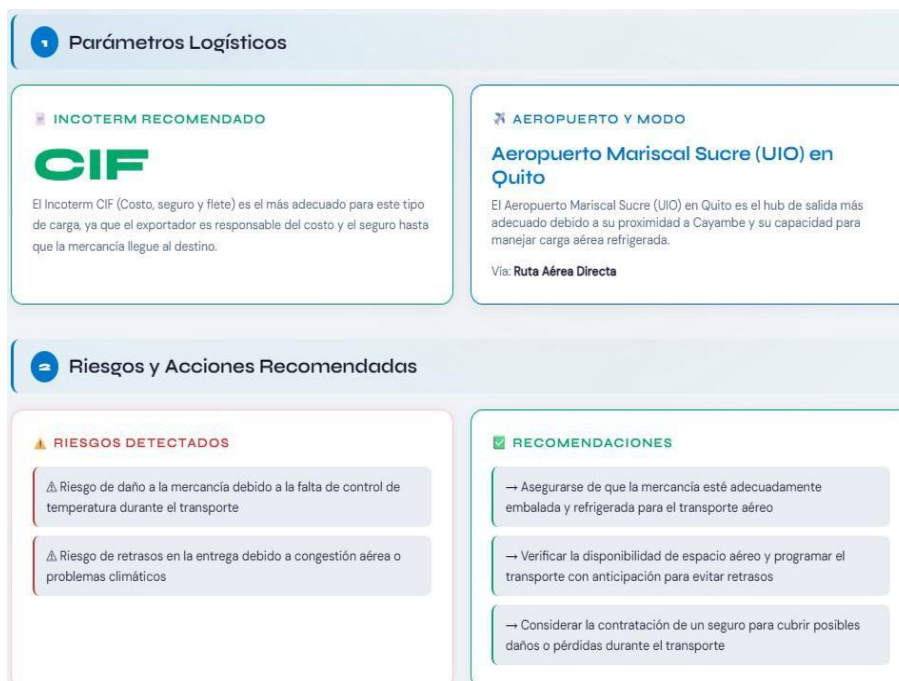 1 Parámetros Logísticos
INCOTERM RECOMENDADO
CIF
El Incoterm CIF (Costo, seguro y flete) es el más adecuado para este tipo
de carga, ya que el exportador es responsable del costo y el seguro hasta
que la mercancía llegue al destino.
AEROPUERTO Y MODO
Aeropuerto Mariscal Sucre (UIO) en
Quito
El Aeropuerto Mariscal Sucre (UIO) en Quito es el hub de salida más
adecuado debido a su proximidad a Cayambe y su capacidad para
manejar carga aérea refrigerada.
Vía: Ruta Aérea Directa
2 Riesgos y Acciones Recomendadas
RIESGOS DETECTADOS
⚠ Riesgo de daño a la mercancía debido a la falta de control de
temperatura durante el transporte
⚠ Riesgo de retrasos en la entrega debido a congestión aérea o
problemas climáticos
RECOMENDACIONES
→ Asegurarse de que la mercancía esté adecuadamente
embalada y refrigerada para el transporte aéreo
→ Verificar la disponibilidad de espacio aéreo y programar el
transporte con anticipación para evitar retrasos
→ Considerar la contratación de un seguro para cubrir posibles
daños o pérdidas durante el transporte